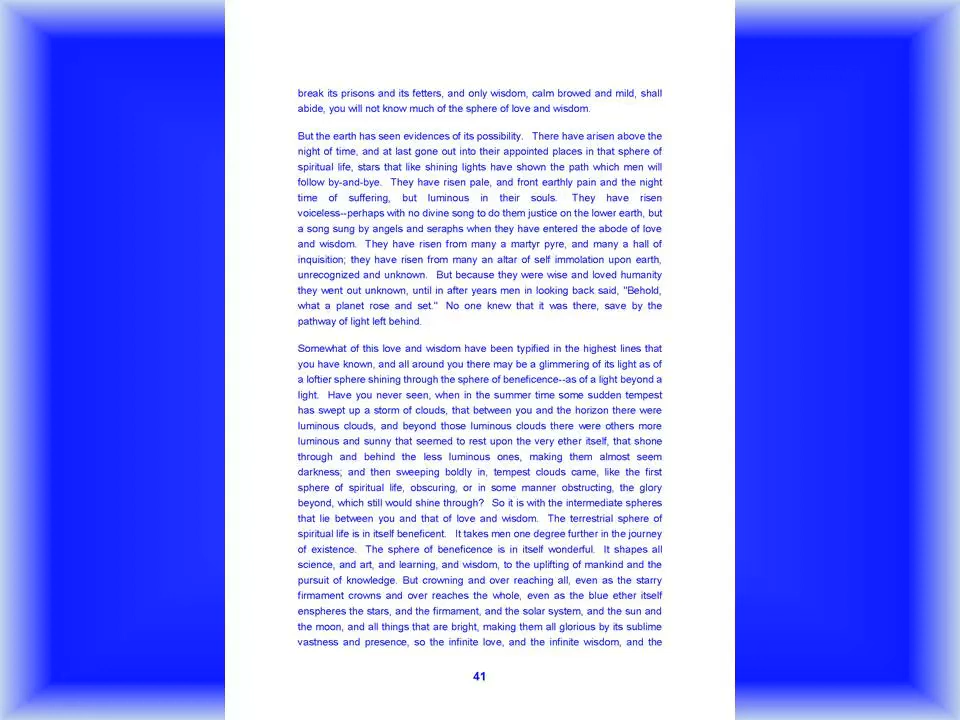 break its prisons and its fetters, and only wisdom, calm browed and mild, shall
abide, you will not know much of the sphere of love and wisdom.
But the earth has seen evidences of its possibility. There have arisen above the
night of time, and at last gone out into their appointed places in that sphere of
spiritual life, stars that like shining lights have shown the path which men will
follow by-and-bye. They have risen pale, and front earthly pain and the night
time of suffering, but luminous in their souls. They have risen
voiceless--perhaps with no divine song to do them justice on the lower earth, but
a song sung by angels and seraphs when they have entered the abode of love
and wisdom. They have risen from many a martyr pyre, and many a hall of
inquisition; they have risen from many an altar of self immolation upon earth,
unrecognized and unknown. But because they were wise and loved humanity
they went out unknown, until in after years men in looking back said, "Behold,
what a planet rose and set." No one knew that it was there, save by the
pathway of light left behind.
Somewhat of this love and wisdom have been typified in the highest lines that
you have known, and all around you there may be a glimmering of its light as of
a loftier sphere shining through the sphere of beneficence--as of a light beyond a
light. Have you never seen, when in the summer time some sudden tempest
has swept up a storm of clouds, that between you and the horizon there were
luminous clouds, and beyond those luminous clouds there were others more
luminous and sunny that seemed to rest upon the very ether itself, that shone
through and behind the less luminous ones, making them almost seem
darkness; and then sweeping boldly in, tempest clouds came, like the first
sphere of spiritual life, obscuring, or in some manner obstructing, the glory
beyond, which still would shine through? So it is with the intermediate spheres
that lie between you and that of love and wisdom. The terrestrial sphere of
spiritual life is in itself beneficent. It takes men one degree further in the journey
of existence. The sphere of beneficence is in itself wonderful. It shapes all
science, and art, and learning, and wisdom, to the uplifting of mankind and the
pursuit of knowledge. But crowning and over reaching all, even as the starry
firmament crowns and over reaches the whole, even as the blue ether itself
enspheres the stars, and the firmament, and the solar system, and the sun and
the moon, and all things that are bright, making them all glorious by its sublime
vastness and presence, so the infinite love, and the infinite wisdom, and the
41